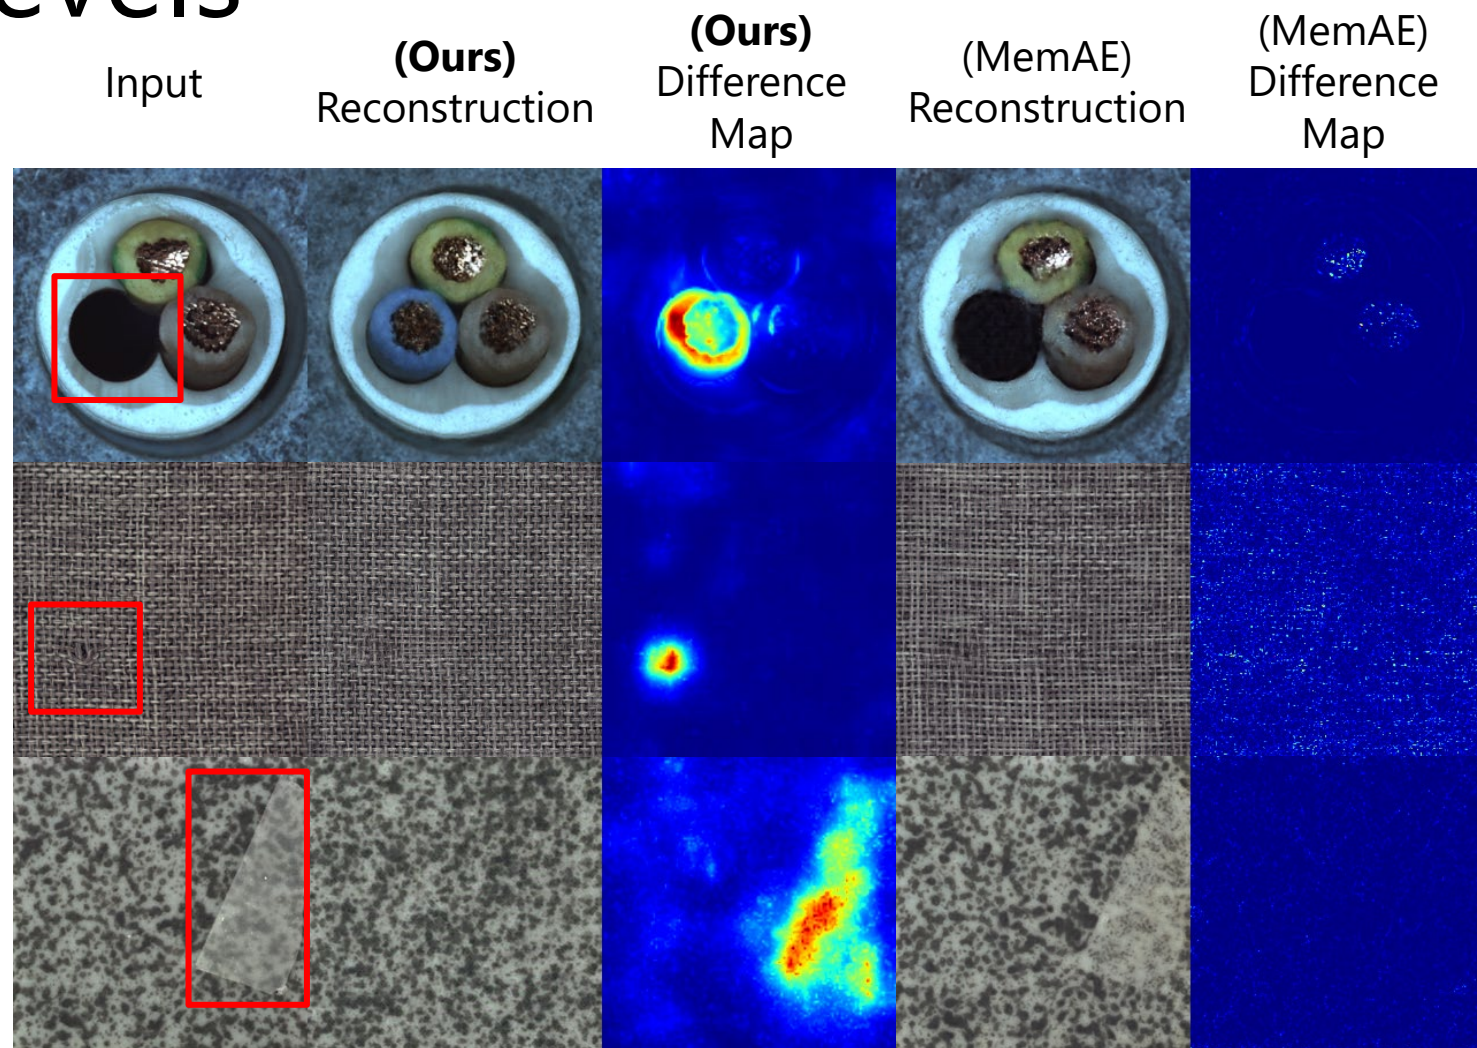 Input
(Ours)
Reconstruction
(Ours)
Difference
Map
(MemAE)
Reconstruction
(MemAE)
Difference
Map